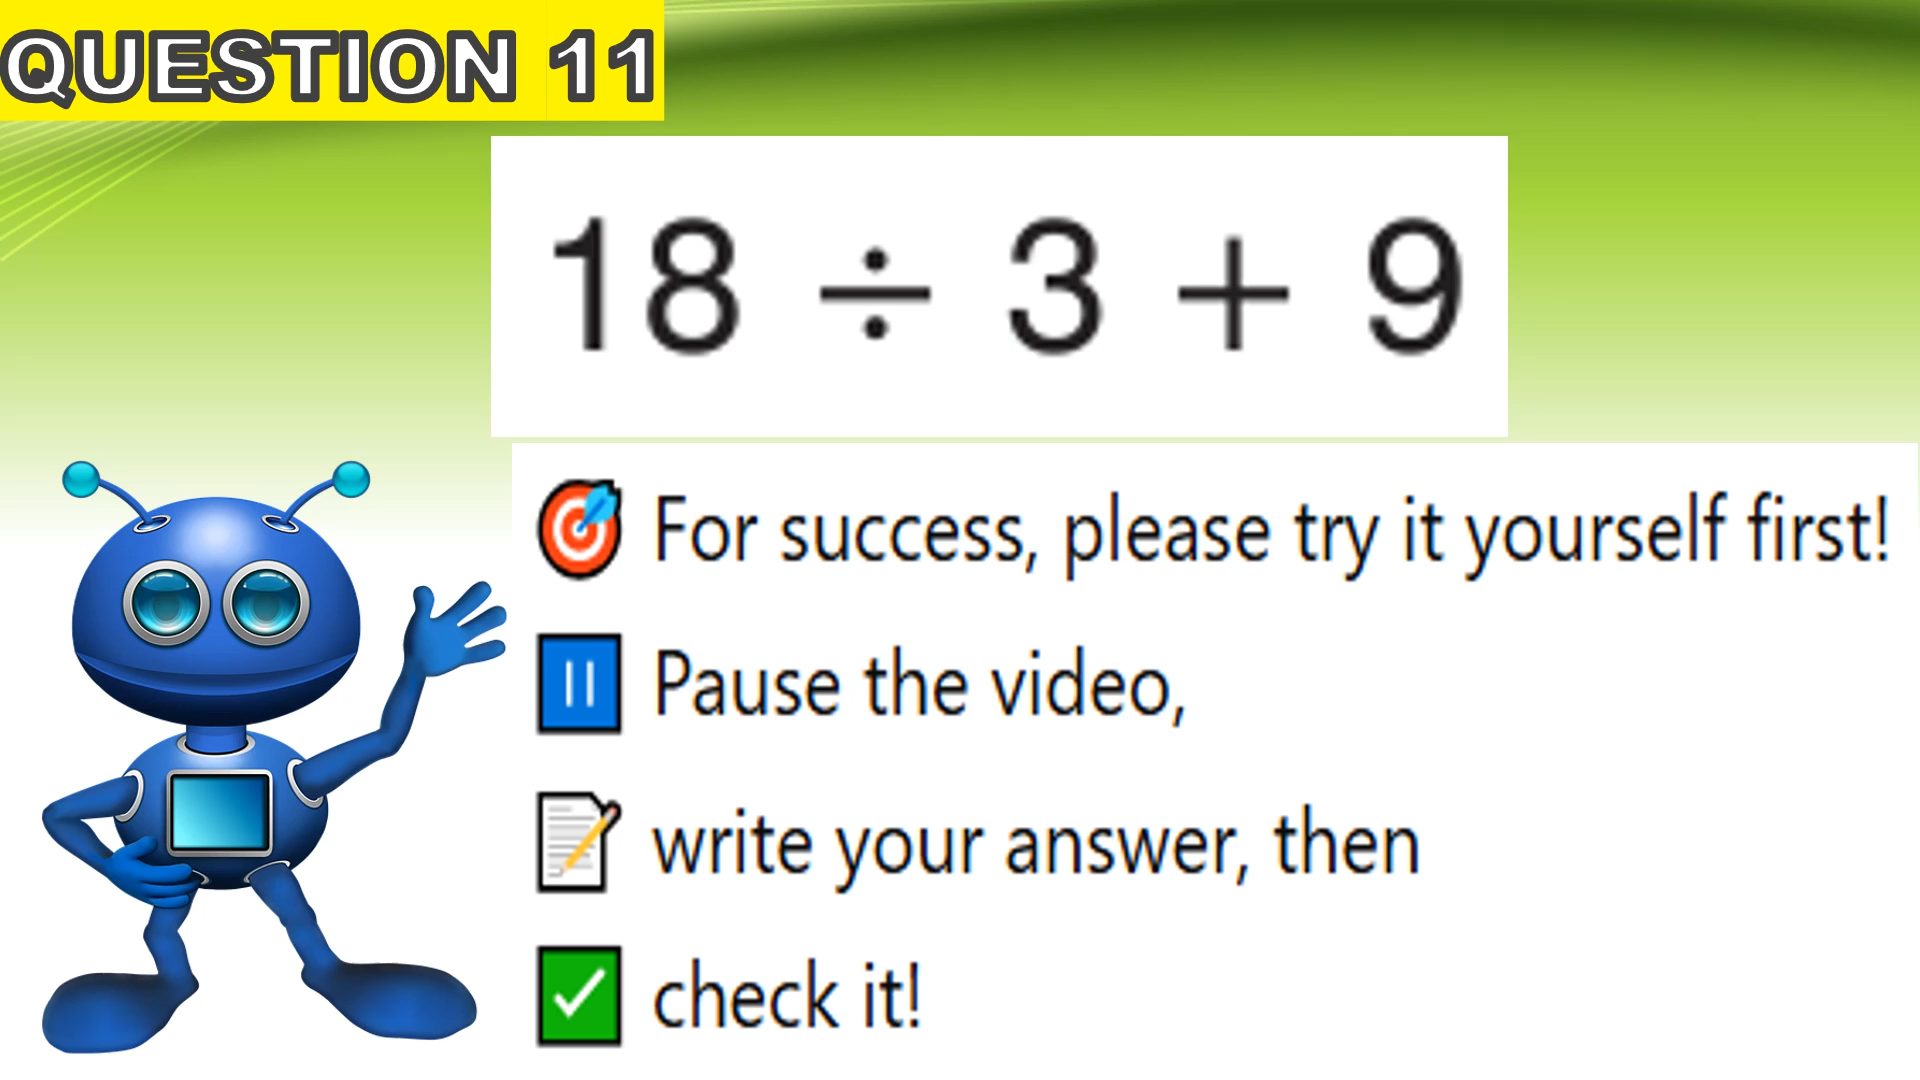 QUESTION 11
18 ÷ 3 + 9
For success, please try it yourself first!
Pause the video,
write your answer, then
check it!